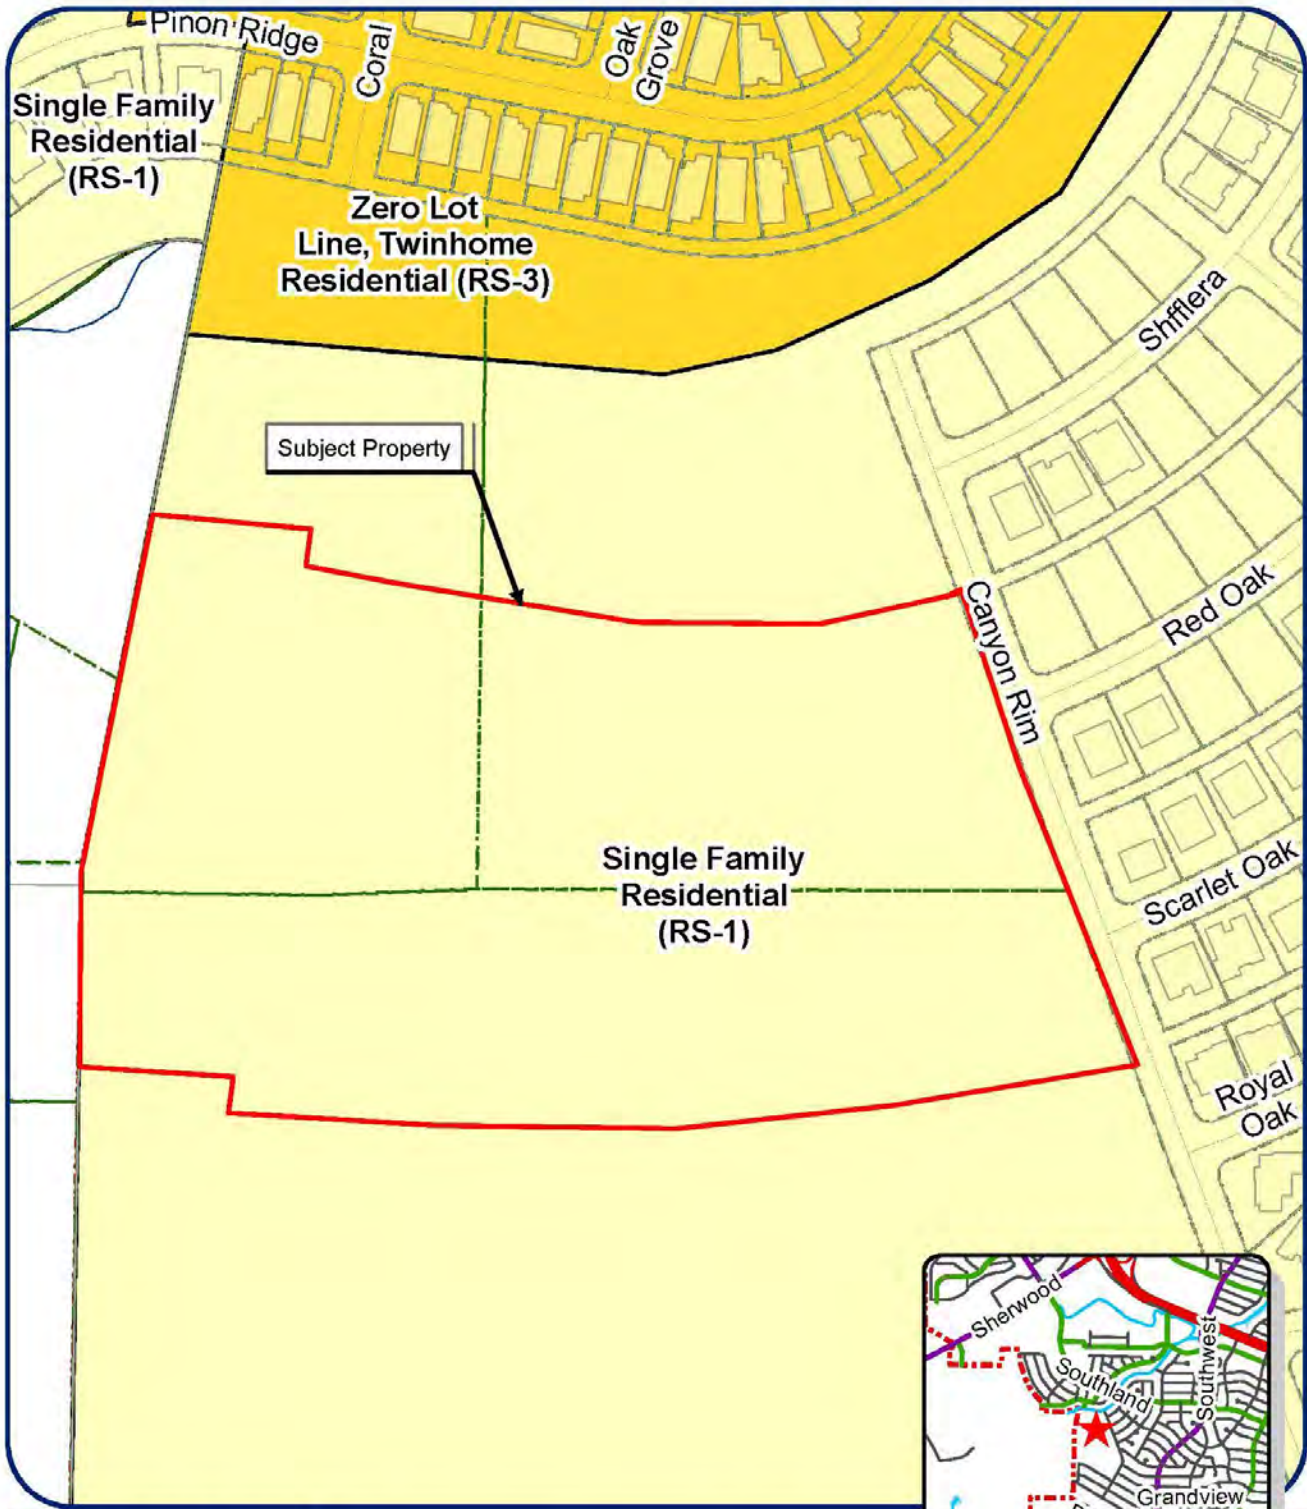 Pinon Ridge
Coral
Oak
Grove
Single Family
Residential
(RS-1)
Zero Lot
Line, Twinhome
Residential (RS-3)
Shfflera
Subject Property
Canyon Rim
Red Oak
Single Family
Residential
(RS-1)
Scarlet Oak
Royal
Oak
Sherwood
Southland
Southwest
Grandview